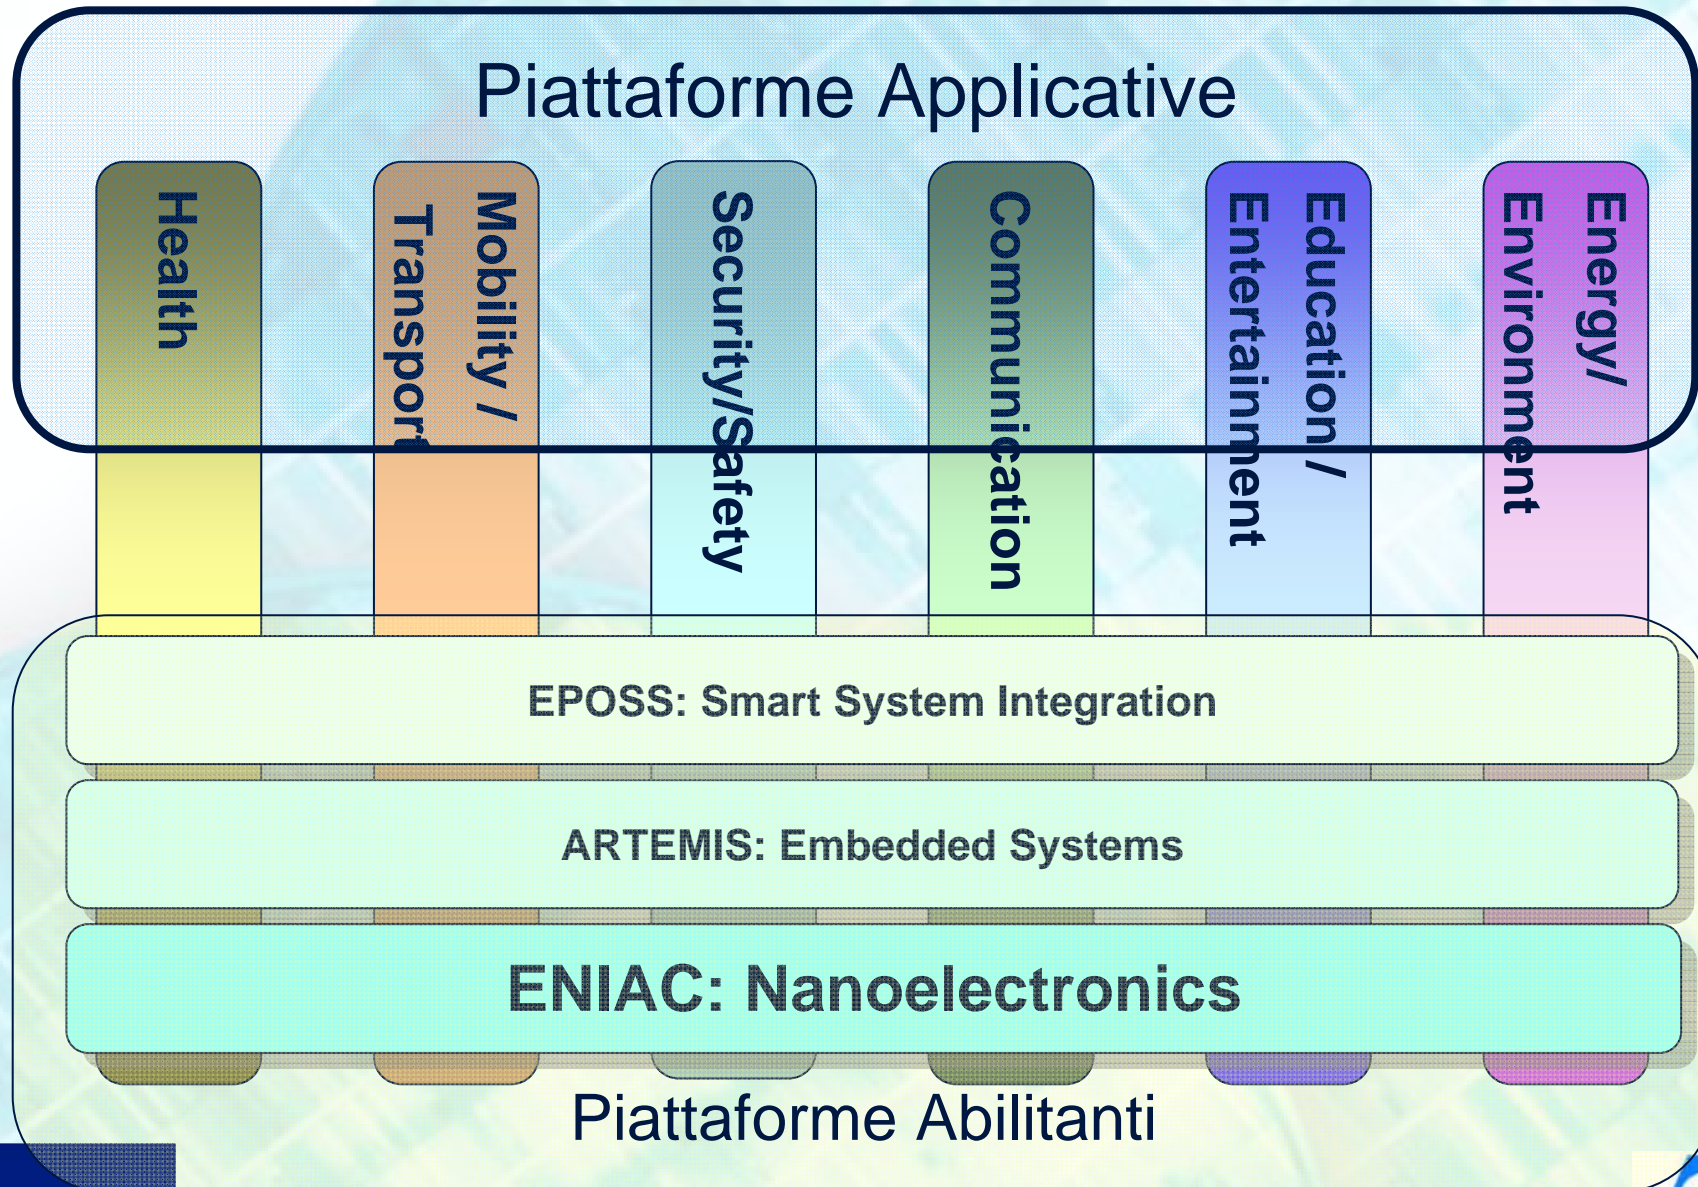 Piattaforme Applicative
Health
Mobility /
Transport
Security/Safety
Communication
Education /
Entertainment
Energy/
Environment
EPOSS: Smart System Integration
ARTEMIS: Embedded Systems
ENIAC: Nanoelectronics
Piattaforme Abilitanti